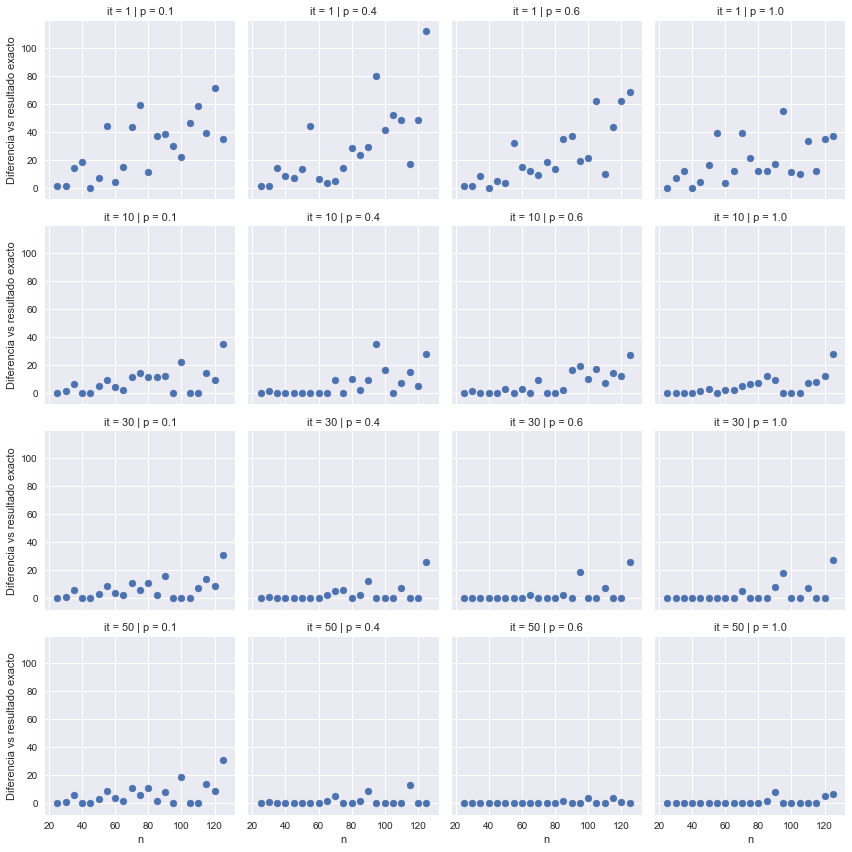 it = 1 | p = 0.1
it = 1 | p = 0.4
it = 1 | p = 0.6
it = 1 | p = 1.0
Diferencia vs resultado exacto
100
80
60
40
20
0
it = 10 | p = 0.1
it = 10 | p = 0.4
it = 10 | p = 0.6
it = 10 | p = 1.0
Diferencia vs resultado exacto
100
80
60
40
20
0
it = 30 | p = 0.1
it = 30 | p = 0.4
it = 30 | p = 0.6
it = 30 | p = 1.0
Diferencia vs resultado exacto
100
80
60
40
20
0
it = 50 | p = 0.1
it = 50 | p = 0.4
it = 50 | p = 0.6
it = 50 | p = 1.0
Diferencia vs resultado exacto
100
80
60
40
20
0
20 40 60 80 100 120
20 40 60 80 100 120
20 40 60 80 100 120
20 40 60 80 100 120
n
n
n
n